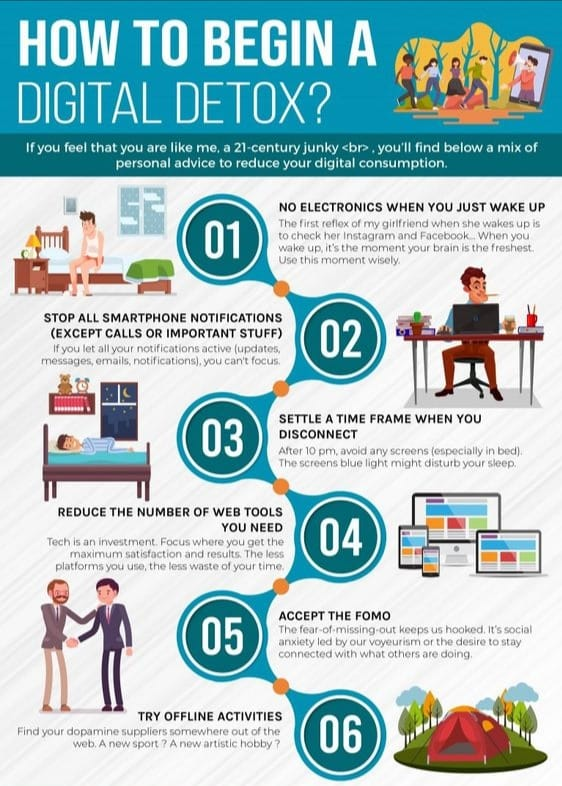 HOW TO BEGIN A
DIGITAL DETOX?
If you feel that you are like me, a 21-century junky <br> , you'll find below a mix of
personal advice to reduce your digital consumption.
01
NO ELECTRONICS WHEN YOU JUST WAKE UP
The first reflex of my girlfriend when she wakes up is
to check her Instagram and Facebook... When you
wake up, it's the moment your brain is the freshest.
Use this moment wisely.
STOP ALL SMARTPHONE NOTIFICATIONS
(EXCEPT CALLS OR IMPORTANT STUFF)
If you let all your notifications active (updates,
messages, emails, notifications), you can't focus.
02
03
SETTLE A TIME FRAME WHEN YOU
DISCONNECT
After 10 pm, avoid any screens (especially in bed).
The screens blue light might disturb your sleep.
REDUCE THE NUMBER OF WEB TOOLS
YOU NEED
Tech is an investment. Focus where you get the
maximum satisfaction and results. The less
platforms you use, the less waste of your time.
04
05
ACCEPT THE FOMO
The fear-of-missing-out keeps us hooked. It's social
anxiety led by our voyeurism or the desire to stay
connected with what others are doing.
TRY OFFLINE ACTIVITIES
Find your dopamine suppliers somewhere out of the
web. A new sport ? A new artistic hobby ?
06